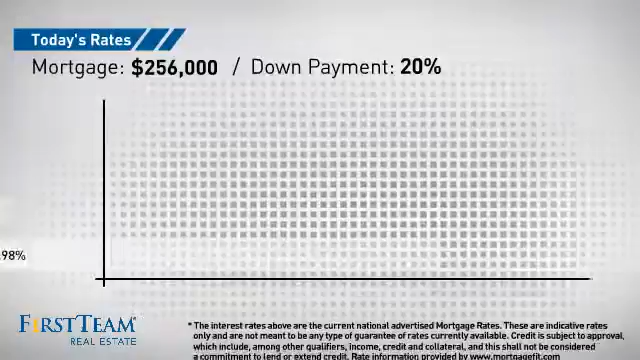 Today's Rates
Mortgage: $256,000 / Down Payment: 20%
.98%
FIRSTTEAM®
REAL ESTATE
* The interest rates above are the current national advertised Mortgage Rates. These are indicative rates
only and are not meant to be any type of guarantee of rates currently available. Credit is subject to approval,
which include, among other qualifiers, income, credit and collateral, and this shall not be considered
a commitment to lend or extend credit. Rate information provided by www.mortgagefit.com